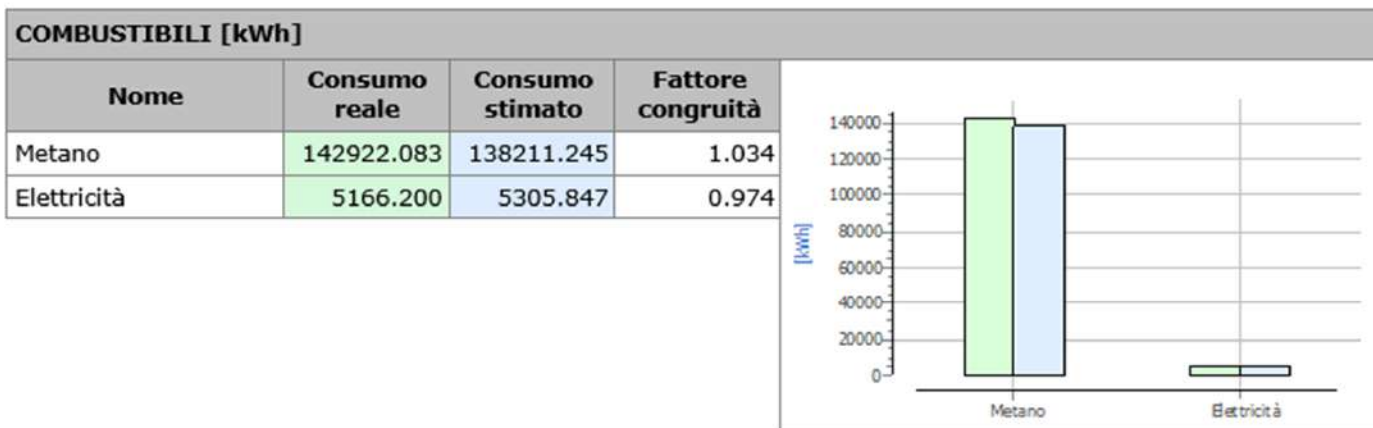 COMBUSTIBILI [kWh]
Nome Consumo reale Consumo stimato Fattore congruità
Metano 142922.083 138211.245 1.034
Elettricità 5166.200 5305.847 0.974
[kWh]
140000
120000
100000
80000
60000
40000
20000
0
Metano Elettricità